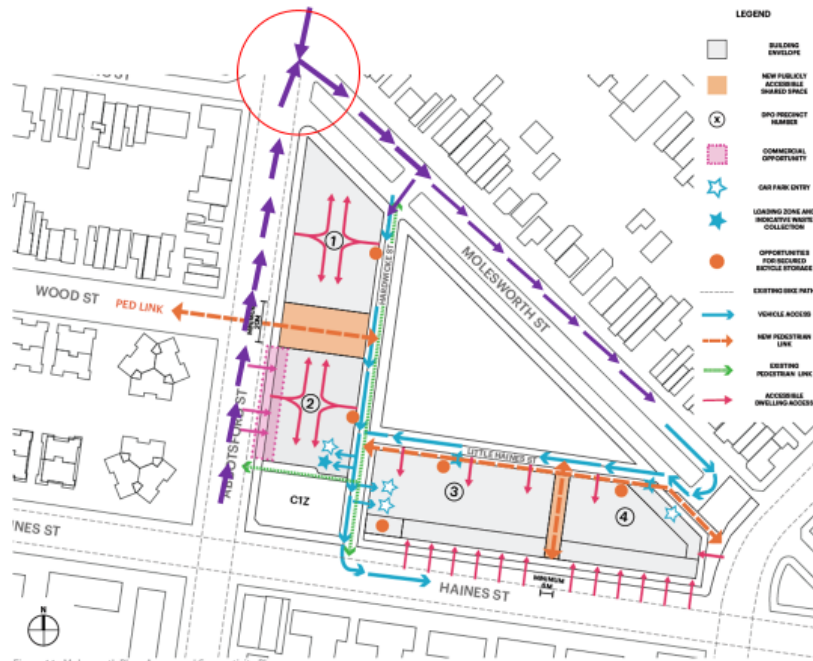 LEGEND
BUILDING
ENVELOPE
NEW PUBLICLY
ACCESSIBLE
SHARED SPACE
X
DPO PRECINCT
NUMBER
COMMERCIAL
OPPORTUNITY
CAR PARK ENTRY
LOADING ZONE AND
INDICATIVE WASTE
COLLECTION
OPPORTUNITIES
FOR SECURED
BICYCLE STORAGE
EXISTING BIKE PATH
VEHICLE ACCESS
NEW PEDESTRIAN
LINK
EXISTING
PEDESTRIAN LINK
ACCESSIBLE
DWELLING ACCESS
1
HARDWICKE ST
MOLESWORTH ST
WOOD ST
PED LINK
2
ABBOTSFORD ST
LITTLE HAINES ST
3
4
C1Z
NES ST
HAINES ST
MINIMUM
N